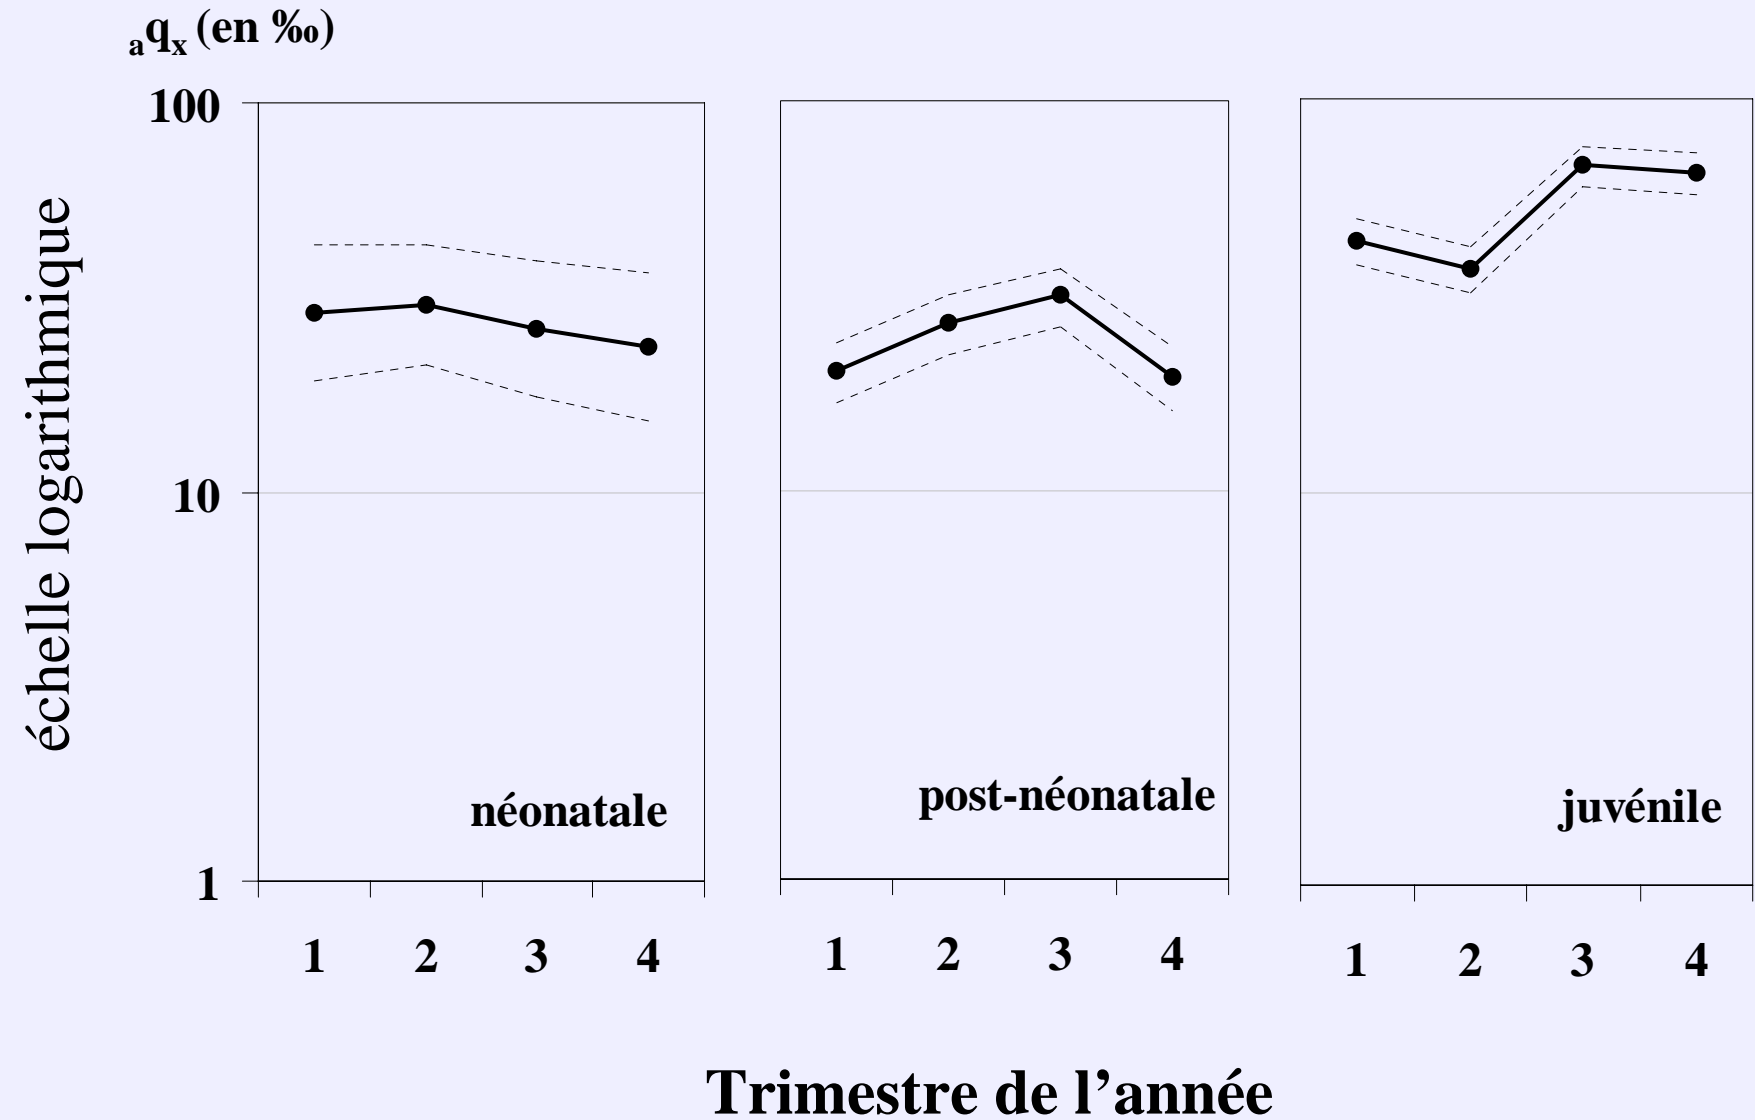 aqx (en ‰)
100
10
1
échelle logarithmique
néonatale
post-néonatale
juvénile
1 2 3 4
1 2 3 4
1 2 3 4
Trimestre de l’année